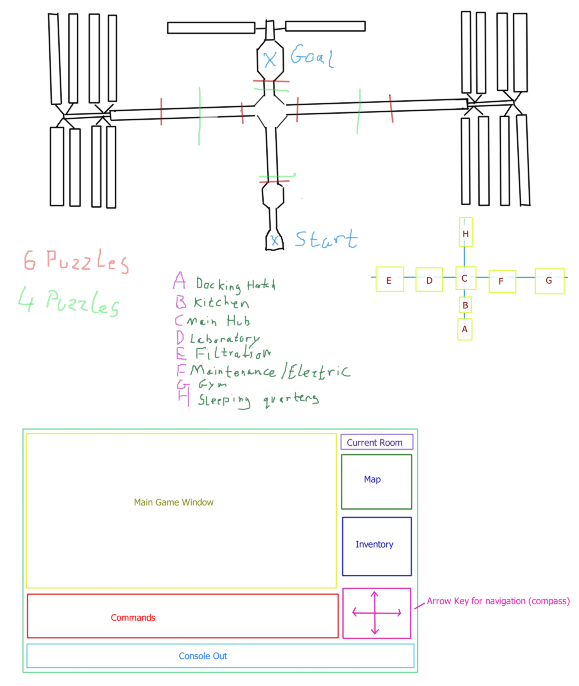 X Goal
X Start
6 Puzzles
4 Puzzles
A Docking Hatch
B Kitchen
C Main Hub
D Laboratory
E Filtration
F Maintenance/Electric
G Gym
H Sleeping quarters
H
E D C F G
B
A
Current Room
Main Game Window
Map
Inventory
Arrow Key for navigation (compass)
Commands
Console Out